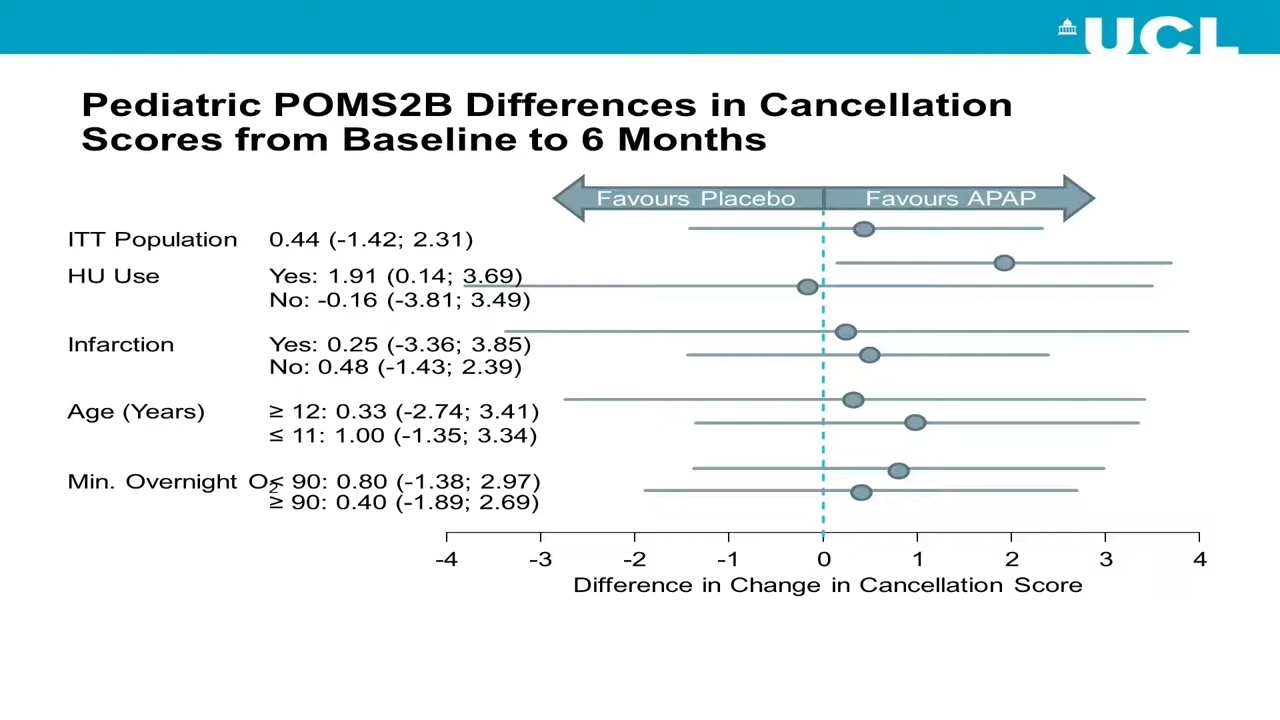 UCL
Pediatric POMS2B Differences in Cancellation
Scores from Baseline to 6 Months
Favours Placebo Favours APAP
ITT Population 0.44 (-1.42; 2.31)
HU Use Yes: 1.91 (0.14; 3.69)
No: -0.16 (-3.81; 3.49)
Infarction Yes: 0.25 (-3.36; 3.85)
No: 0.48 (-1.43; 2.39)
Age (Years) ≥ 12: 0.33 (-2.74; 3.41)
≤ 11: 1.00 (-1.35; 3.34)
Min. Overnight O₂ < 90: 0.80 (-1.38; 2.97)
≥ 90: 0.40 (-1.89; 2.69)
-4 -3 -2 -1 0 1 2 3 4
Difference in Change in Cancellation Score